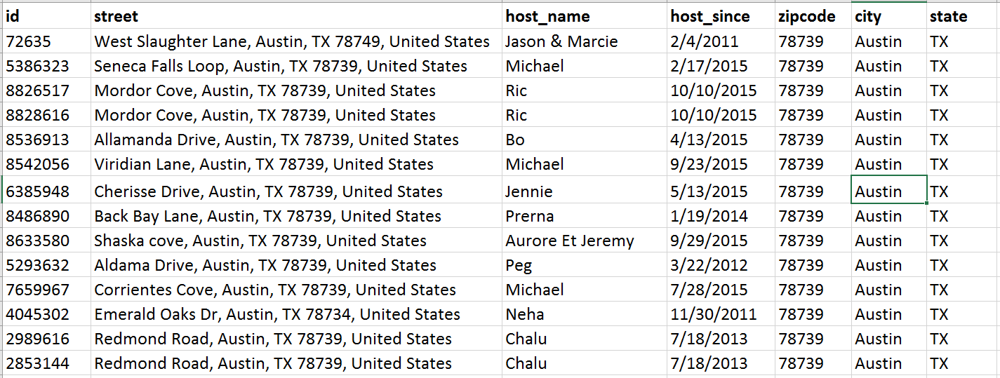 id street host_name host_since zipcode city state
72635 West Slaughter Lane, Austin, TX 78749, United States Jason & Marcie 2/4/2011 78739 Austin TX
5386323 Seneca Falls Loop, Austin, TX 78739, United States Michael 2/17/2015 78739 Austin TX
8826517 Mordor Cove, Austin, TX 78739, United States Ric 10/10/2015 78739 Austin TX
8828616 Mordor Cove, Austin, TX 78739, United States Ric 10/10/2015 78739 Austin TX
8536913 Allamanda Drive, Austin, TX 78739, United States Bo 4/13/2015 78739 Austin TX
8542056 Viridian Lane, Austin, TX 78739, United States Michael 9/23/2015 78739 Austin TX
6385948 Cherisse Drive, Austin, TX 78739, United States Jennie 5/13/2015 78739 Austin TX
8486890 Back Bay Lane, Austin, TX 78739, United States Prerna 1/19/2014 78739 Austin TX
8633580 Shaska cove, Austin, TX 78739, United States Aurore Et Jeremy 9/29/2015 78739 Austin TX
5293632 Aldama Drive, Austin, TX 78739, United States Peg 3/22/2012 78739 Austin TX
7659967 Corrientes Cove, Austin, TX 78739, United States Michael 7/28/2015 78739 Austin TX
4045302 Emerald Oaks Dr, Austin, TX 78734, United States Neha 11/30/2011 78739 Austin TX
2989616 Redmond Road, Austin, TX 78739, United States Chalu 7/18/2013 78739 Austin TX
2853144 Redmond Road, Austin, TX 78739, United States Chalu 7/18/2013 78739 Austin TX